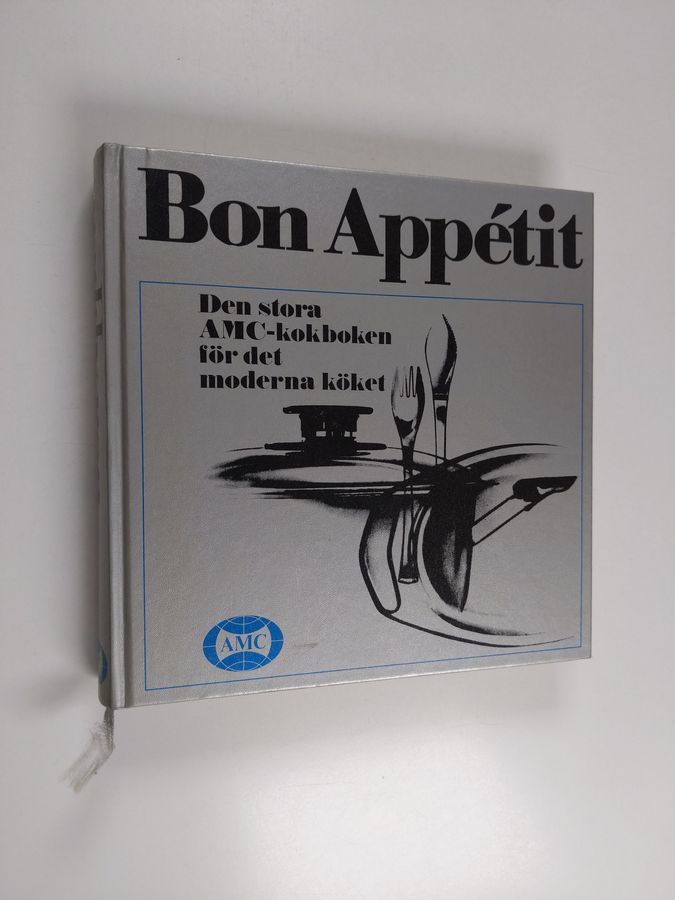 Bon Appétit
Den stora
AMC-kokboken
för det
moderna köket
AMC